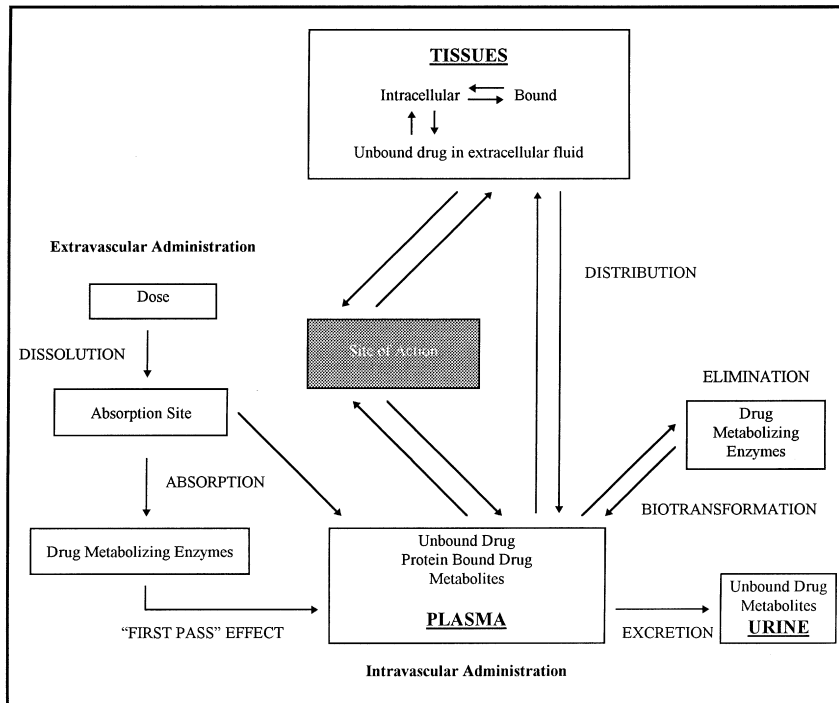 TISSUES
Intracellular Bound
Unbound drug in extracellular fluid
Extravascular Administration
Dose
DISTRIBUTION
Site of Action
DISSOLUTION
ELIMINATION
Absorption Site
Drug
Metabolizing
Enzymes
ABSORPTION
BIOTRANSFORMATION
Drug Metabolizing Enzymes
Unbound Drug
Protein Bound Drug
Metabolites
PLASMA
Unbound Drug
Metabolites
URINE
"FIRST PASS" EFFECT
EXCRETION
Intravascular Administration